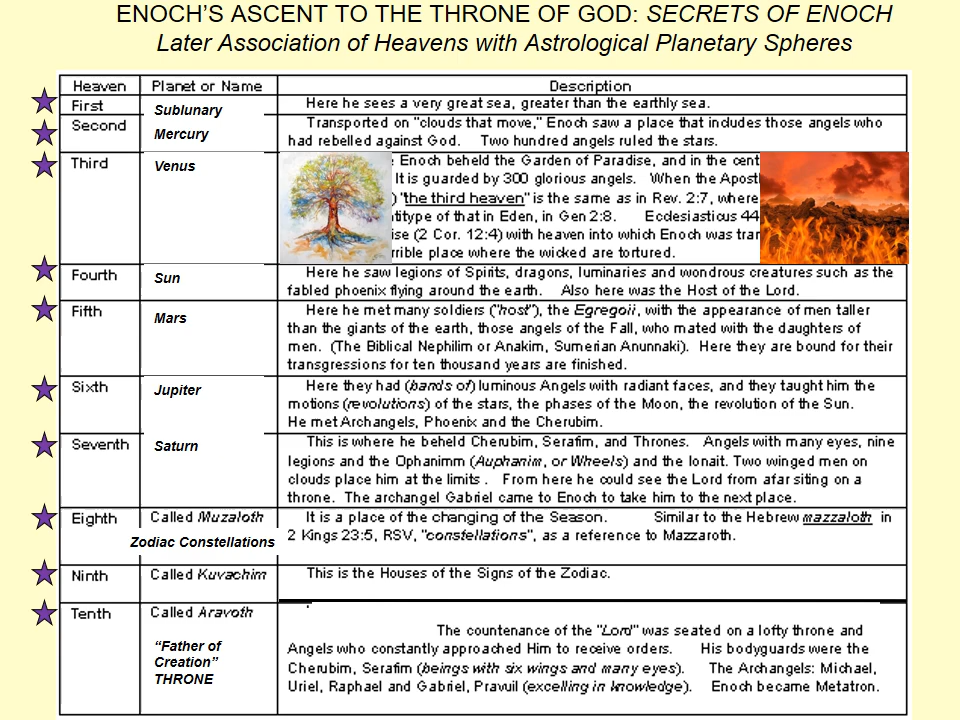 ENOCH'S ASCENT TO THE THRONE OF GOD: SECRETS OF ENOCH
Later Association of Heavens with Astrological Planetary Spheres
Heaven Planet or Name Description
First Sublunary Here he sees a very great sea, greater than the earthly sea.
Second Mercury Transported on "clouds that move," Enoch saw a place that includes those angels who
had rebelled against God. Two hundred angels ruled the stars.
Third Venus Enoch beheld the Garden of Paradise, and in the cent
It is guarded by 300 glorious angels. When the Apost
) "the third heaven" is the same as in Rev. 2:7, where
titype of that in Eden, in Gen 2:8. Ecclesiasticus 44
ise (2 Cor. 12:4) with heaven into which Enoch was tran
rrible place where the wicked are tortured.
Fourth Sun Here he saw legions of Spirits, dragons, luminaries and wondrous creatures such as the
fabled phoenix flying around the earth. Also here was the Host of the Lord.
Fifth Mars Here he met many soldiers ("host"), the Egregoii, with the appearance of men taller
than the giants of the earth, those angels of the Fall, who mated with the daughters of
men. (The Biblical Nephilim or Anakim, Sumerian Anunnaki). Here they are bound for their
transgressions for ten thousand years are finished.
Sixth Jupiter Here they had (bands of) luminous Angels with radiant faces, and they taught him the
motions (revolutions) of the stars, the phases of the Moon, the revolution of the Sun.
He met Archangels, Phoenix and the Cherubim.
Seventh Saturn This is where he beheld Cherubim, Serafim, and Thrones. Angels with many eyes, nine
legions and the Ophanimm (Auphanim, or Wheels) and the Ionait. Two winged men on
clouds place him at the limits . From here he could see the Lord from afar siting on a
throne. The archangel Gabriel came to Enoch to take him to the next place.
Eighth Called Muzaloth It is a place of the changing of the Season. Similar to the Hebrew mazzaloth in
Zodiac Constellations 2 Kings 23:5, RSV, "constellations", as a reference to Mazzaroth.
Ninth Called Kuvachim This is the Houses of the Signs of the Zodiac.
Tenth Called Aravoth
"Father of Creation" THRONE
The countenance of the "Lord" was seated on a lofty throne and
Angels who constantly approached Him to receive orders. His bodyguards were the
Cherubim, Serafim (beings with six wings and many eyes). The Archangels: Michael,
Uriel, Raphael and Gabriel, Pravuil (excelling in knowledge). Enoch became Metatron.